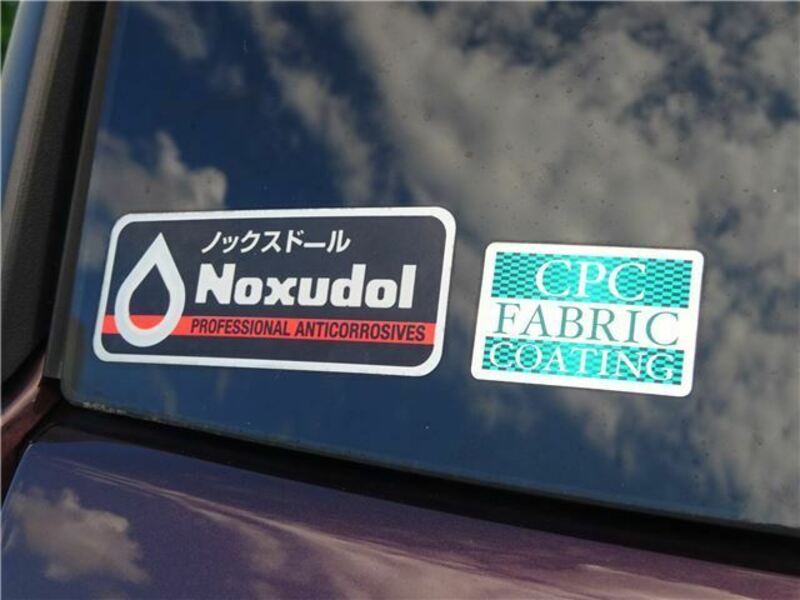 ノックスドール
Noxudol
PROFESSIONAL ANTICORROSIVES
CPC
FABRIC
COATING